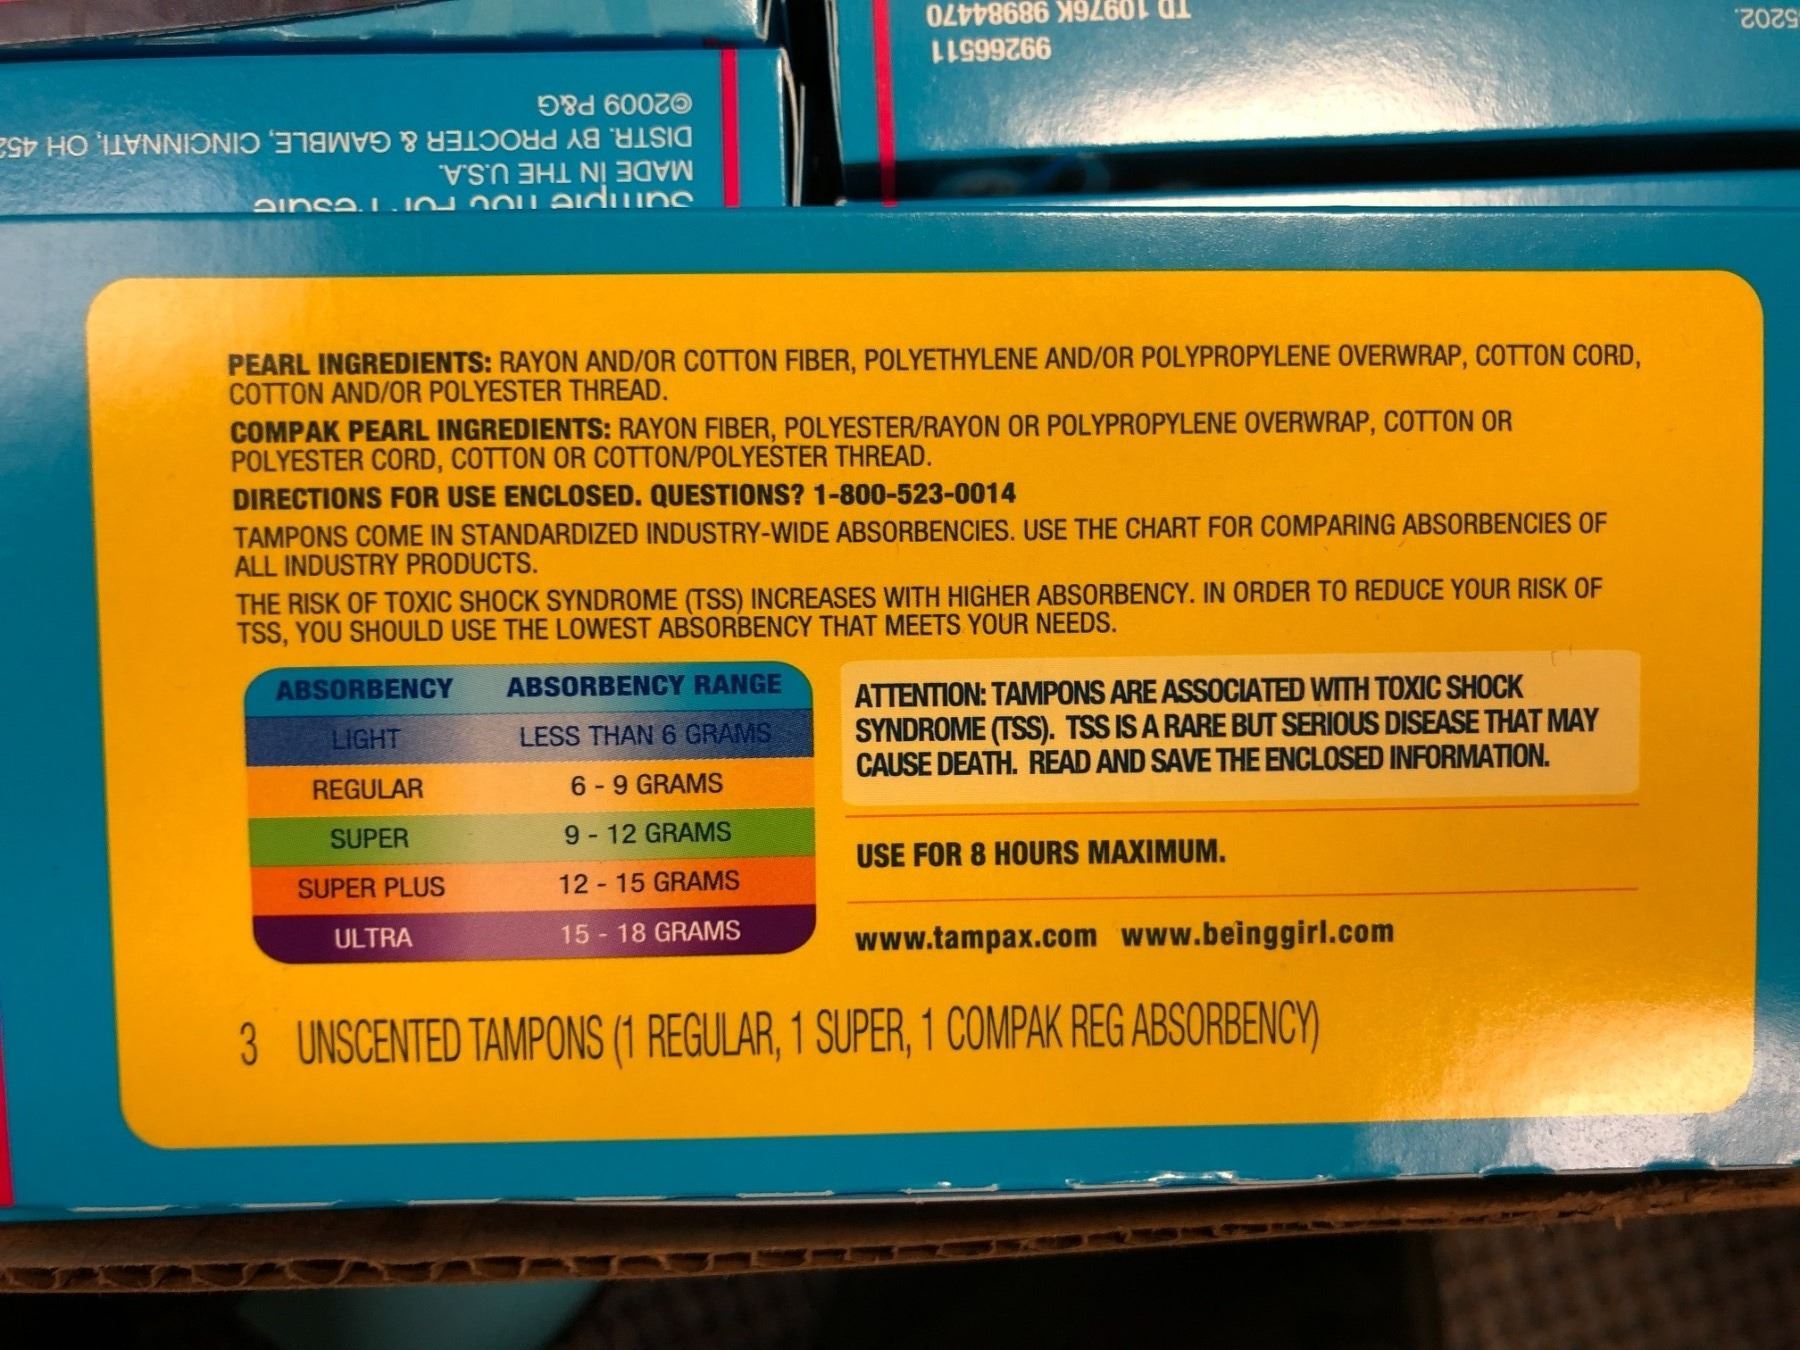 TD 10976K 98984470
99266511
5202.
©2009 P&G
DISTR. BY PROCTER & GAMBLE, CINCINNATI, OH 452
MADE IN THE U.S.A.
Sample not for resale
PEARL INGREDIENTS: RAYON AND/OR COTTON FIBER, POLYETHYLENE AND/OR POLYPROPYLENE OVERWRAP, COTTON CORD,
COTTON AND/OR POLYESTER THREAD.
COMPAK PEARL INGREDIENTS: RAYON FIBER, POLYESTER/RAYON OR POLYPROPYLENE OVERWRAP, COTTON OR
POLYESTER CORD, COTTON OR COTTON/POLYESTER THREAD.
DIRECTIONS FOR USE ENCLOSED. QUESTIONS? 1-800-523-0014
TAMPONS COME IN STANDARDIZED INDUSTRY-WIDE ABSORBENCIES. USE THE CHART FOR COMPARING ABSORBENCIES OF
ALL INDUSTRY PRODUCTS.
THE RISK OF TOXIC SHOCK SYNDROME (TSS) INCREASES WITH HIGHER ABSORBENCY. IN ORDER TO REDUCE YOUR RISK OF
TSS, YOU SHOULD USE THE LOWEST ABSORBENCY THAT MEETS YOUR NEEDS.
ABSORBENCY ABSORBENCY RANGE
LIGHT LESS THAN 6 GRAMS
REGULAR 6 - 9 GRAMS
SUPER 9 - 12 GRAMS
SUPER PLUS 12 - 15 GRAMS
ULTRA 15 - 18 GRAMS
ATTENTION: TAMPONS ARE ASSOCIATED WITH TOXIC SHOCK
SYNDROME (TSS). TSS IS A RARE BUT SERIOUS DISEASE THAT MAY
CAUSE DEATH. READ AND SAVE THE ENCLOSED INFORMATION.
USE FOR 8 HOURS MAXIMUM.
www.tampax.com www.beinggirl.com
3 UNSCENTED TAMPONS (1 REGULAR, 1 SUPER, 1 COMPAK REG ABSORBENCY)